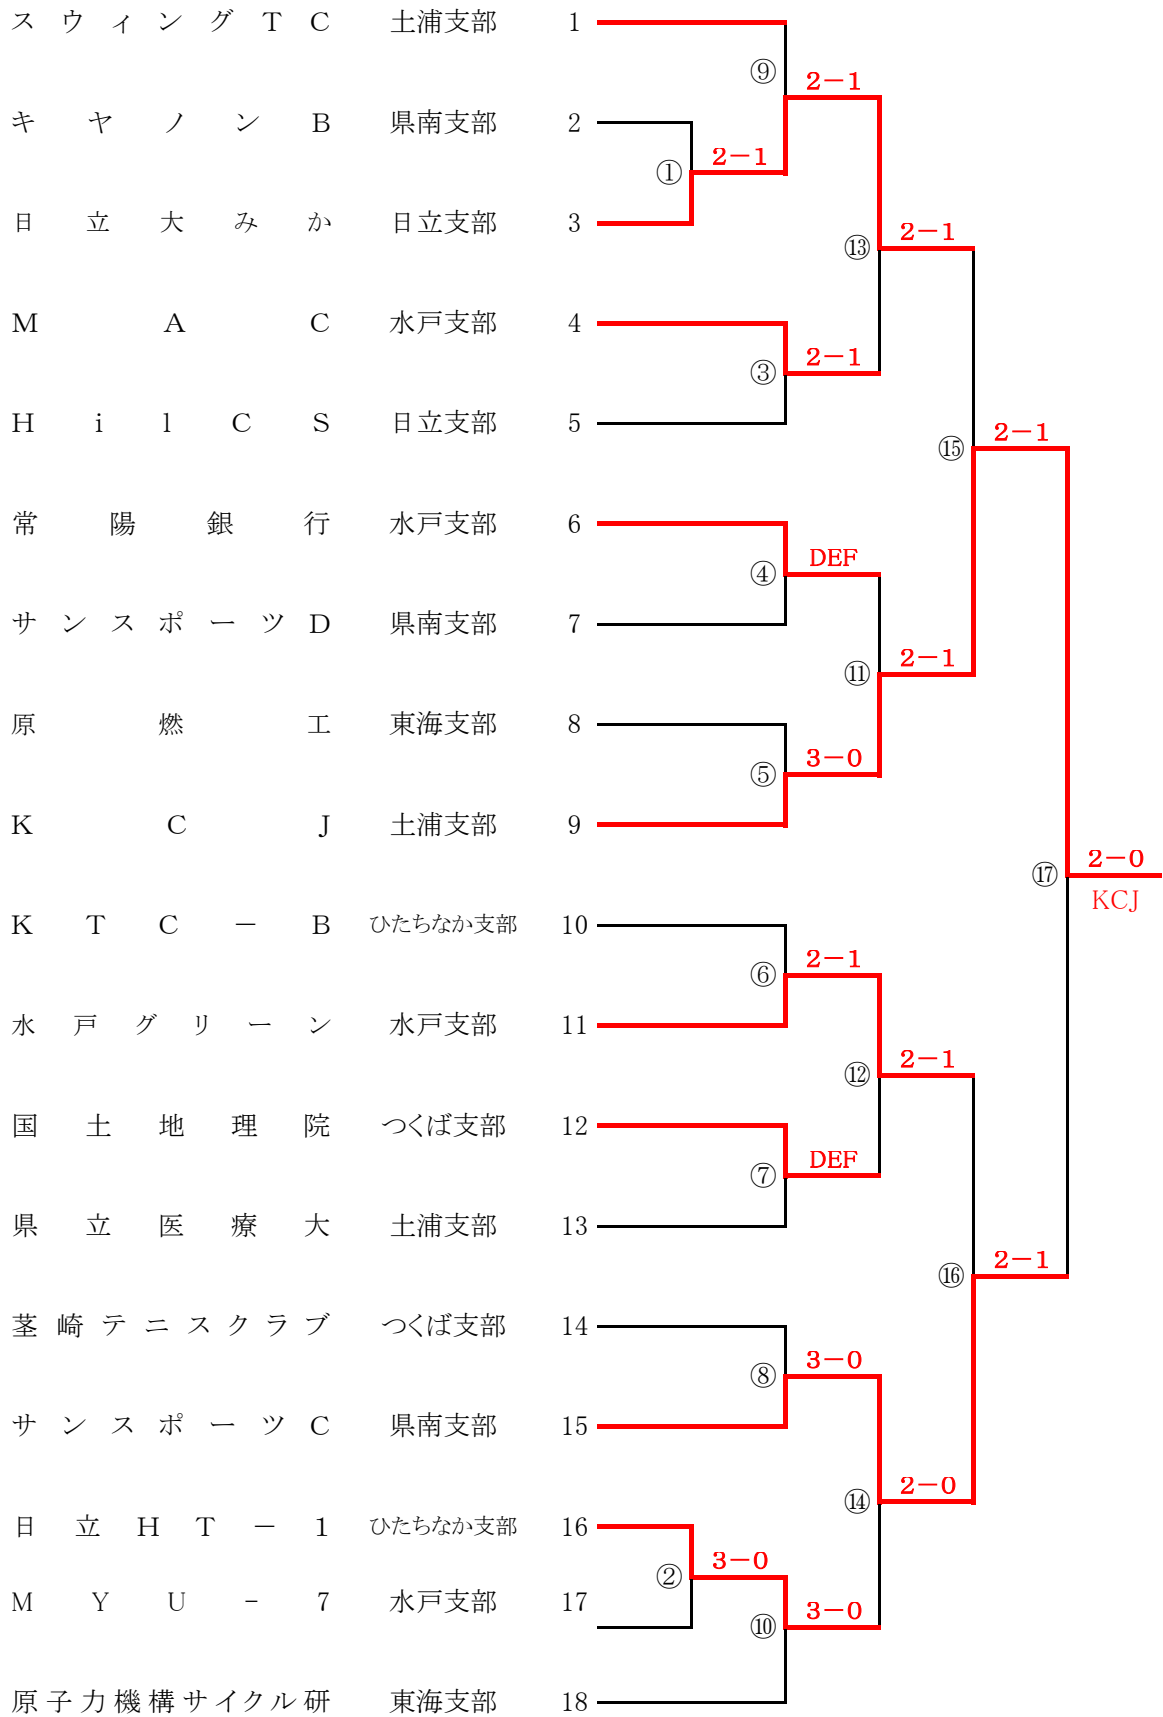 スウィングTC 土浦支部 1
⑨
2-1
キヤノンB 県南支部 2
2-1
①
日立大みか 日立支部 3
2-1
⑬
MAC 水戸支部 4
2-1
③
HilCS 日立支部 5
2-1
⑮
常陽銀行 水戸支部 6
DEF
④
サンスポーツD 県南支部 7
2-1
⑪
原燃工 東海支部 8
3-0
⑤
KCJ 土浦支部 9
2-0
⑰
KCJ
KTC-B ひたちなか支部 10
2-1
⑥
水戸グリーン 水戸支部 11
2-1
⑫
国土地理院 つくば支部 12
DEF
⑦
県立医療大 土浦支部 13
2-1
⑯
茎崎テニスクラブ つくば支部 14
3-0
⑧
サンスポーツC 県南支部 15
2-0
⑭
日立HT-1 ひたちなか支部 16
3-0
②
MYU-7 水戸支部 17
3-0
⑩
原子力機構サイクル研 東海支部 18